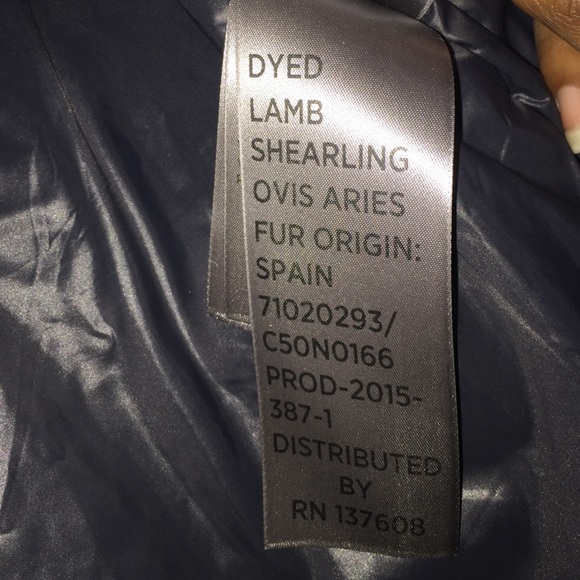 DYED
LAMB
SHEARLING
OVIS ARIES
FUR ORIGIN:
SPAIN
71020293/
C50N0166
PROD-2015-
387-1
DISTRIBUTED
BY
RN 137608